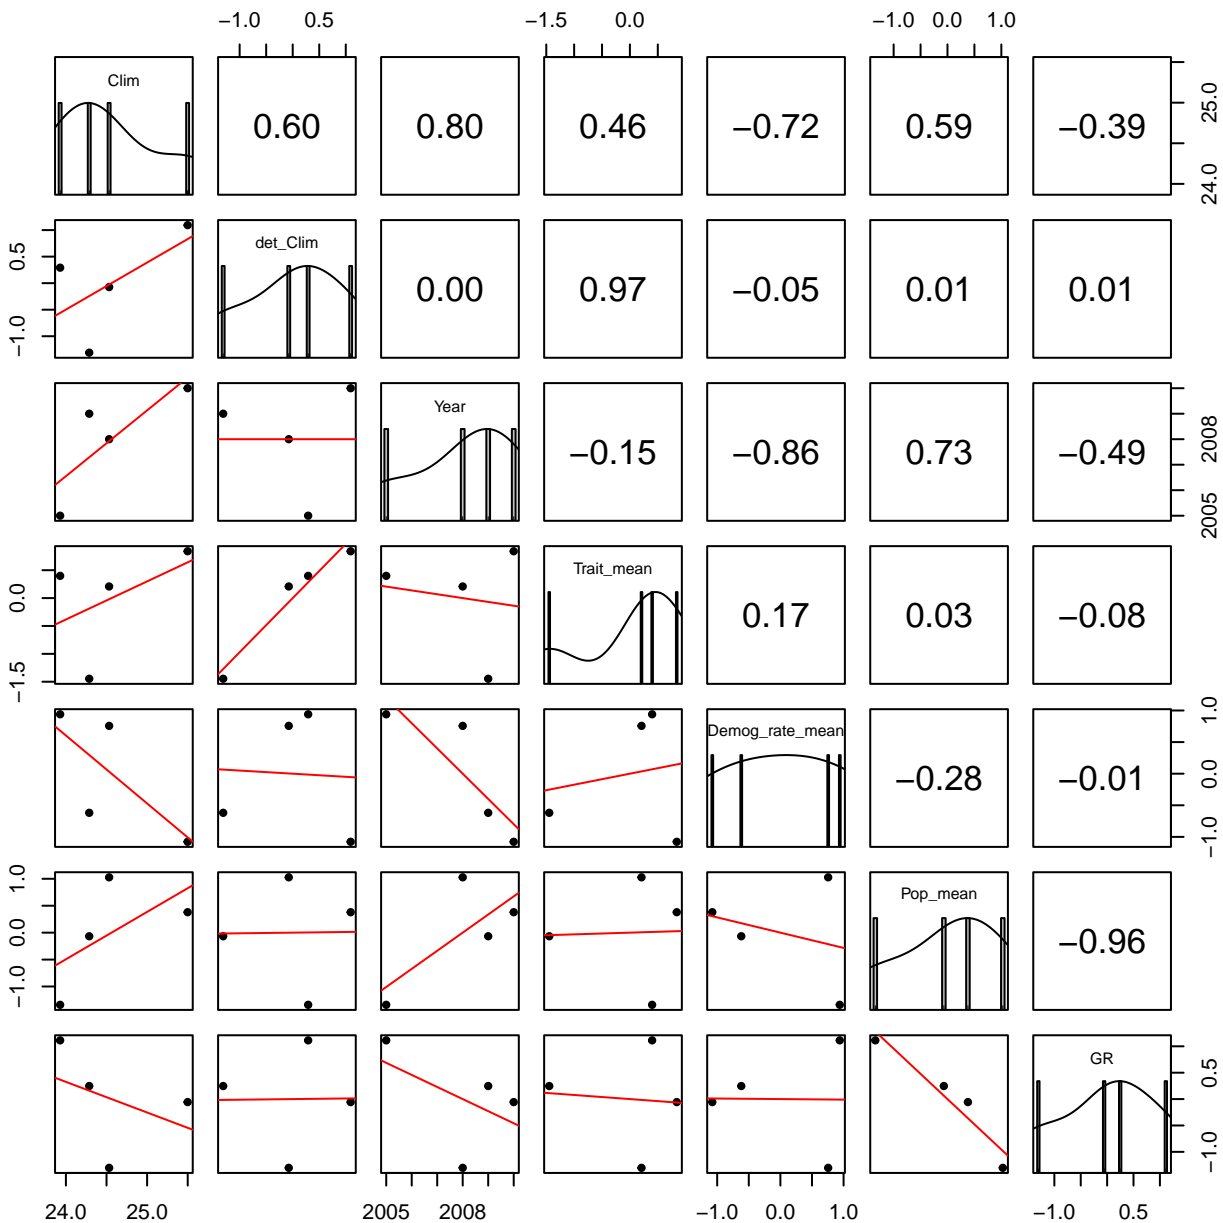 −1.0 0.5 −1.5 0.0 −1.0 0.0 1.0
Clim 0.60 0.80 0.46 −0.72 0.59 −0.39 24.0 25.0
0.5 −1.0 det_Clim 0.00 0.97 −0.05 0.01 0.01
Year −0.15 −0.86 0.73 −0.49 2005 2008
0.0 −1.5 Trait_mean 0.17 0.03 −0.08
Demog_rate_mean −0.28 −0.01 −1.0 0.0 1.0
1.0 0.0 −1.0 Pop_mean −0.96
GR 0.5 −1.0
24.0 25.0 2005 2008 −1.0 0.0 1.0 −1.0 0.5